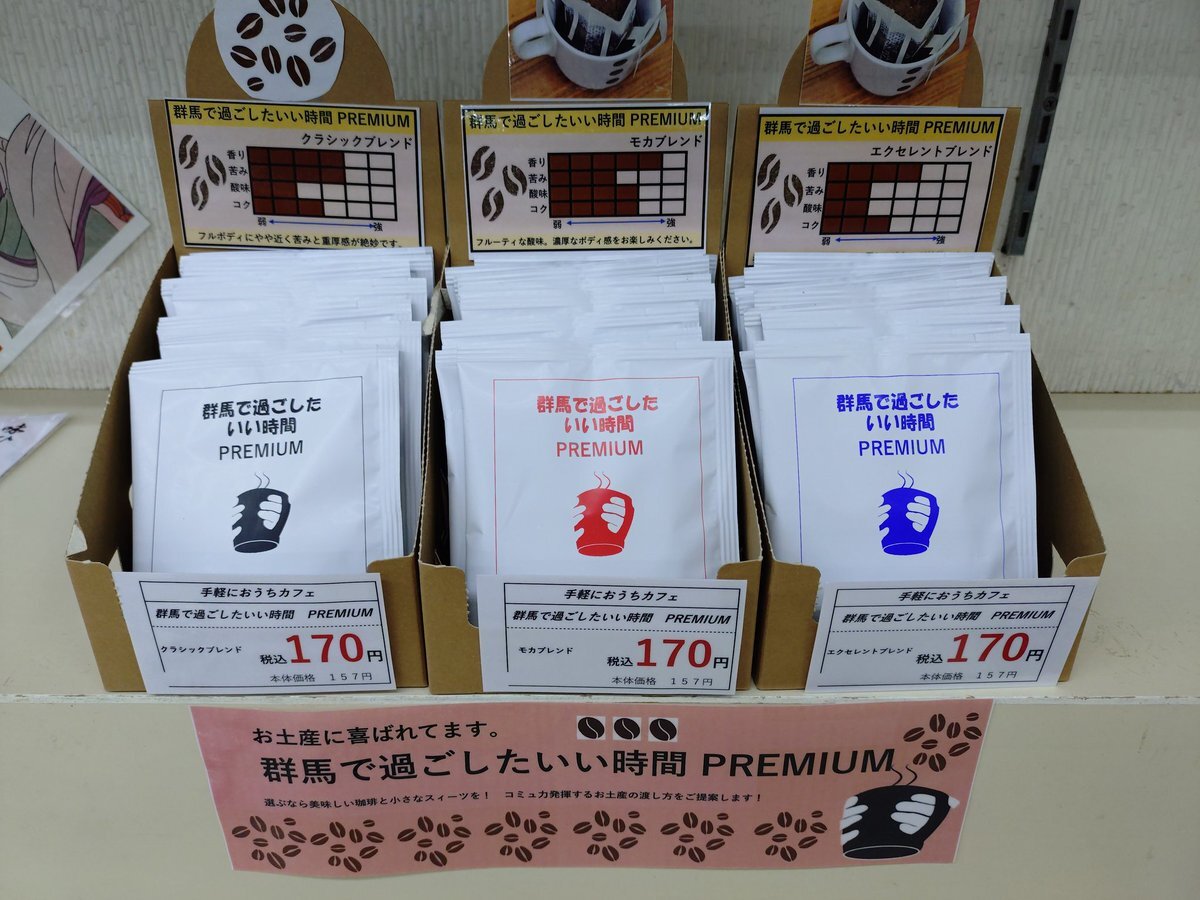 群馬で過ごしたいい時間 PREMIUM
クラシックブレンド
香り
苦み
酸味
コク
弱
強
フルボディにやや近く苦みと重厚感が絶妙です。
群馬で過ごしたいい時間 PREMIUM
モカブレンド
香り
苦み
酸味
コク
弱
強
フルーティな酸味。濃厚なボディ感をお楽しみください。
群馬で過ごしたいい時間 PREMIUM
エクセレントブレンド
香り
苦み
酸味
コク
弱
強
群馬で過ごした
いい時間
PREMIUM
群馬で過ごした
いい時間
PREMIUM
群馬で過ごした
いい時間
PREMIUM
手軽におうちカフェ
群馬で過ごしたいい時間 PREMIUM
クラシックブレンド
税込170円
本体価格 157円
手軽におうちカフェ
群馬で過ごしたいい時間 PREMIUM
モカブレンド
税込170円
本体価格 157円
手軽におうちカフェ
群馬で過ごしたいい時間 PREMIUM
エクセレントブレンド
税込170円
本体価格 157円
お土産に喜ばれてます。
群馬で過ごしたいい時間 PREMIUM
選ぶなら美味しい珈琲と小さなスィーツを! コミュ力発揮するお土産の渡し方をご提案します!